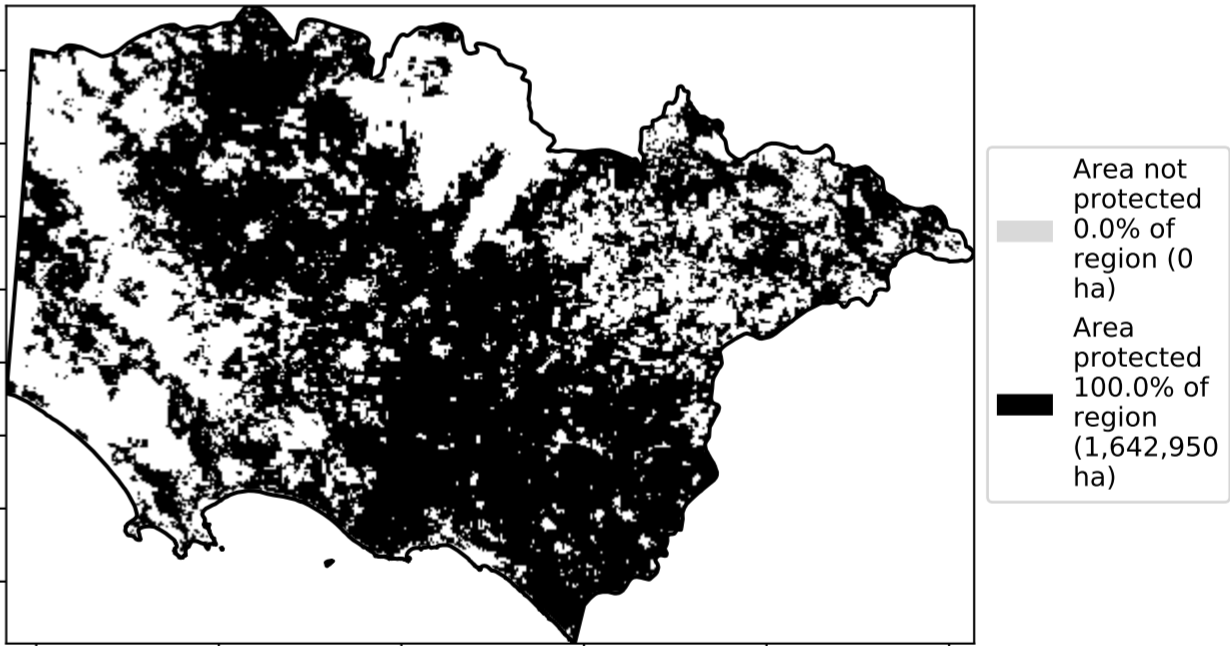 Area not
protected
0.0% of
region (0
ha)
Area
protected
100.0% of
region
(1,642,950
ha)